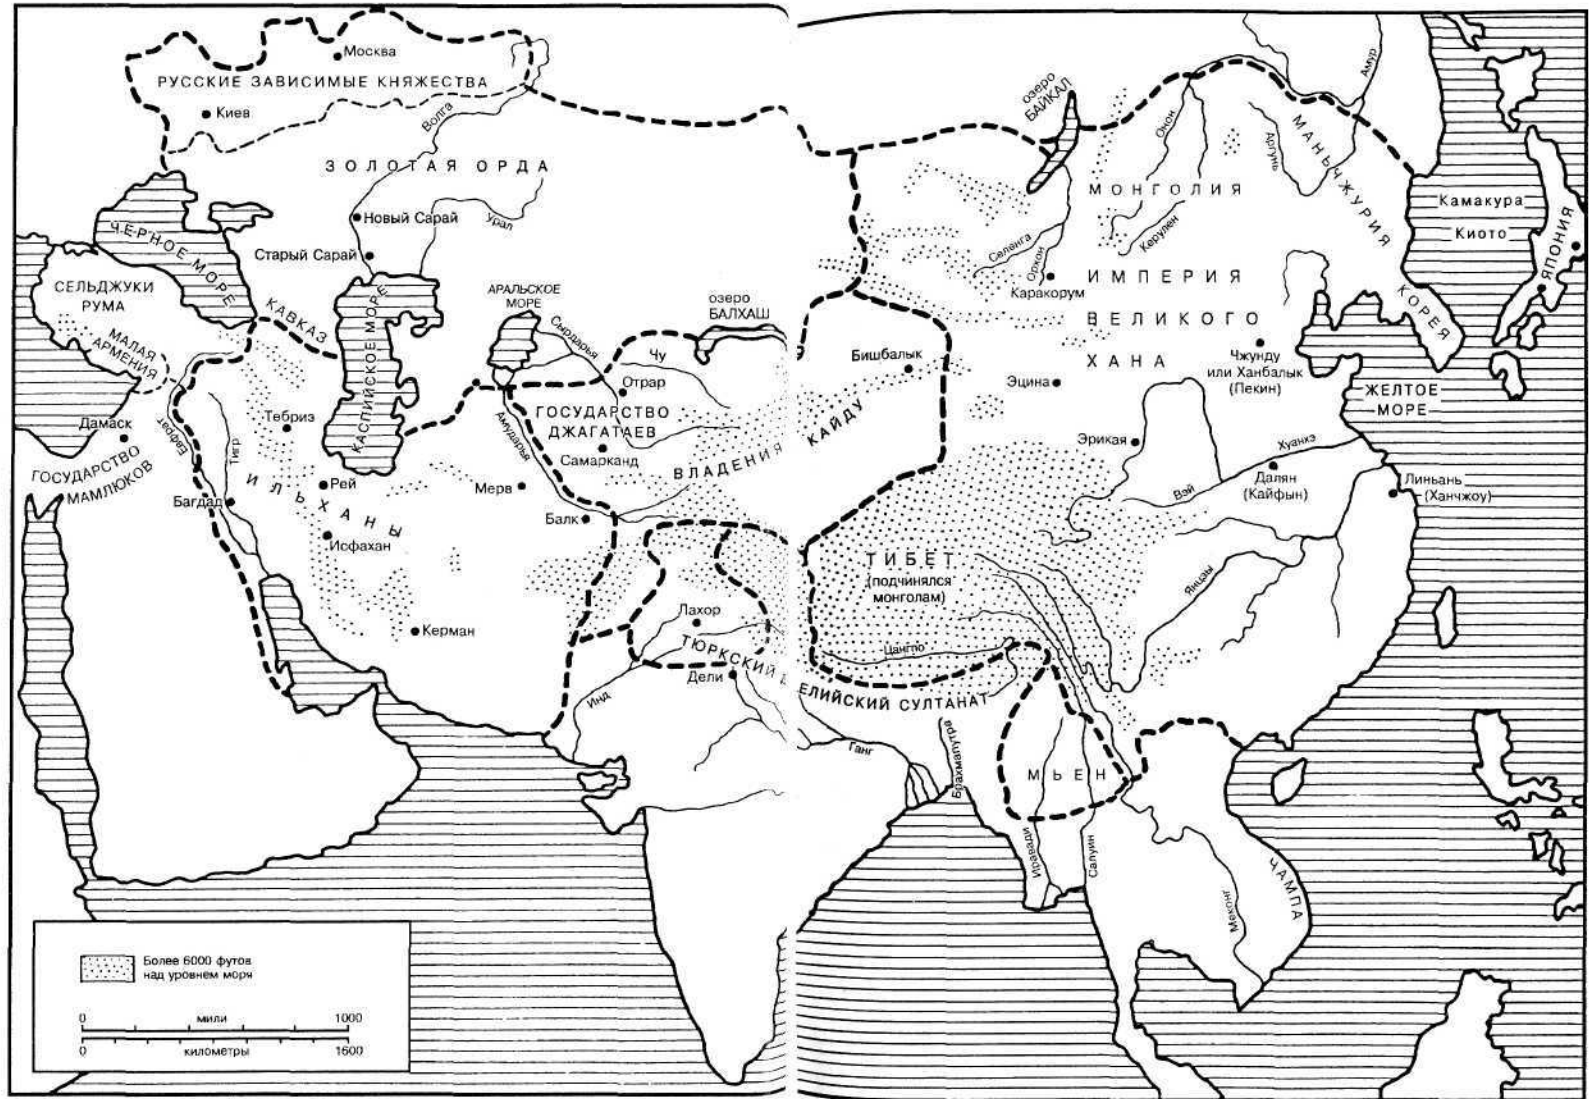 Москва
РУССКИЕ ЗАВИСИМЫЕ КНЯЖЕСТВА
Киев
Волга
ЗОЛОТАЯ ОРДА
Новый Сарай
Урал
Старый Сарай
ЧЕРНОЕ МОРЕ
СЕЛЬДЖУКИ
РУМА
КАВКАЗ
МАЛАЯ
АРМЕНИЯ
КАСПИЙСКОЕ МОРЕ
АРАЛЬСКОЕ
МОРЕ
Сырдарья
озеро
БАЛХАШ
Чу
Отрар
ГОСУДАРСТВО
ДЖАГАТАЕВ
Амударья
Самарканд
ВЛАДЕНИЯ КАЙДУ
Дамаск
ГОСУДАРСТВО
МАМЛЮКОВ
Евфрат
Тигр
Тебриз
Багдад
ИЛЬХАНЫ
Рей
Исфахан
Мерв
Балк
Керман
Лахор
ТЮРКСКИЙ Д
ЕЛИЙСКИЙ СУЛТАНАТ
Дели
Инд
Более 6000 футов
над уровнем моря
0 мили 1000
0 километры 1600
озеро
БАЙКАЛ
Амур
Онон
Аргунь
МАНЬЧЖУРИЯ
МОНГОЛИЯ
Керулен
Селенга
Орхон
Каракорум
ИМПЕРИЯ
ВЕЛИКОГО
ХАНА
Камакура
Киото
ЯПОНИЯ
КОРЕЯ
Бишбалык
Эцина
Чжунду
или Ханбалык
(Пекин)
ЖЕЛТОЕ
МОРЕ
Эрикая
Хуанхэ
Вэй
Далян
(Кайфын)
Линьань
(Ханчжоу)
ТИБЕТ
(подчинялся
монголам)
Янцзы
Цангпо
Ганг
Брахмапутра
МЬЕН
Иравади
Салуин
Меконг
ЧАМПА